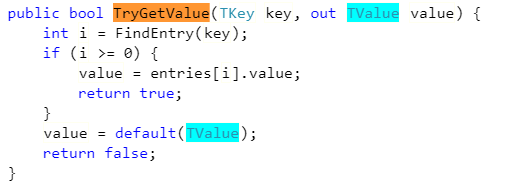 public bool TryGetValue(TKey key, out TValue value) {
    int i = FindEntry(key);
    if (i >= 0) {
        value = entries[i].value;
        return true;
    }
    value = default(TValue);
    return false;
}